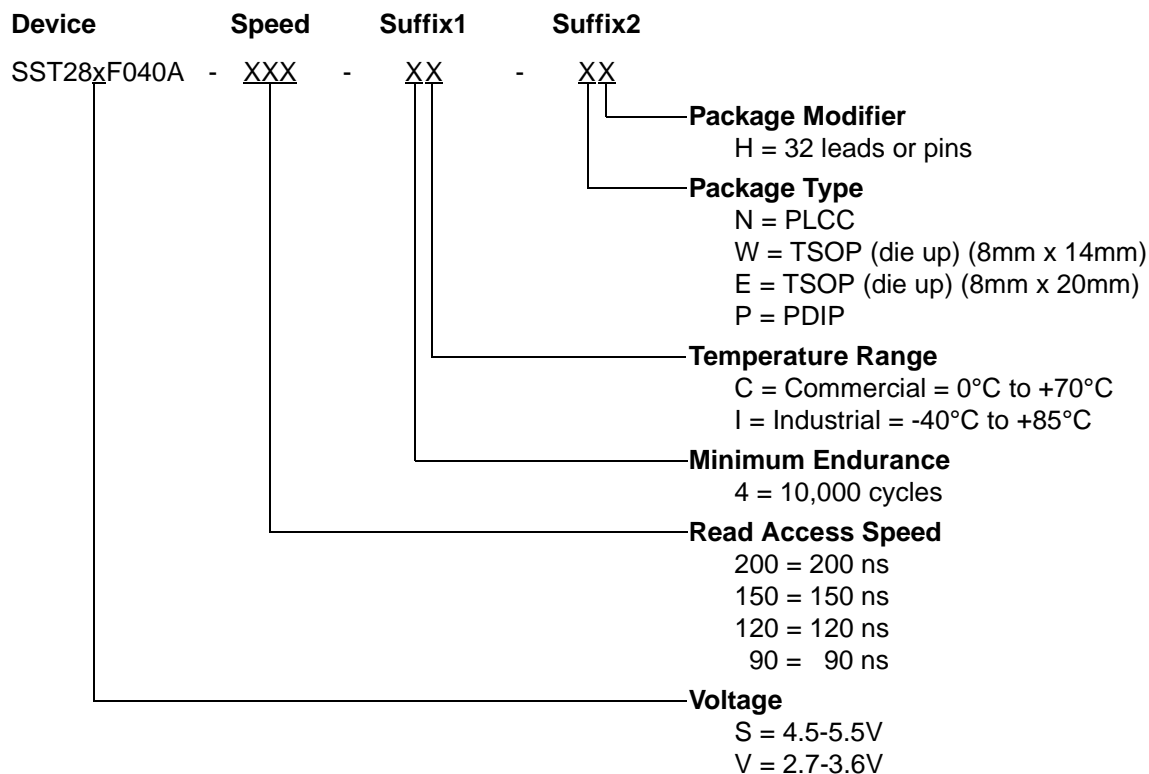 Device Speed Suffix1 Suffix2
SST28xF040A - XXX - XX - XX
Package Modifier
H = 32 leads or pins
Package Type
N = PLCC
W = TSOP (die up) (8mm x 14mm)
E = TSOP (die up) (8mm x 20mm)
P = PDIP
Temperature Range
C = Commercial = 0°C to +70°C
I = Industrial = -40°C to +85°C
Minimum Endurance
4 = 10,000 cycles
Read Access Speed
200 = 200 ns
150 = 150 ns
120 = 120 ns
90 = 90 ns
Voltage
S = 4.5-5.5V
V = 2.7-3.6V